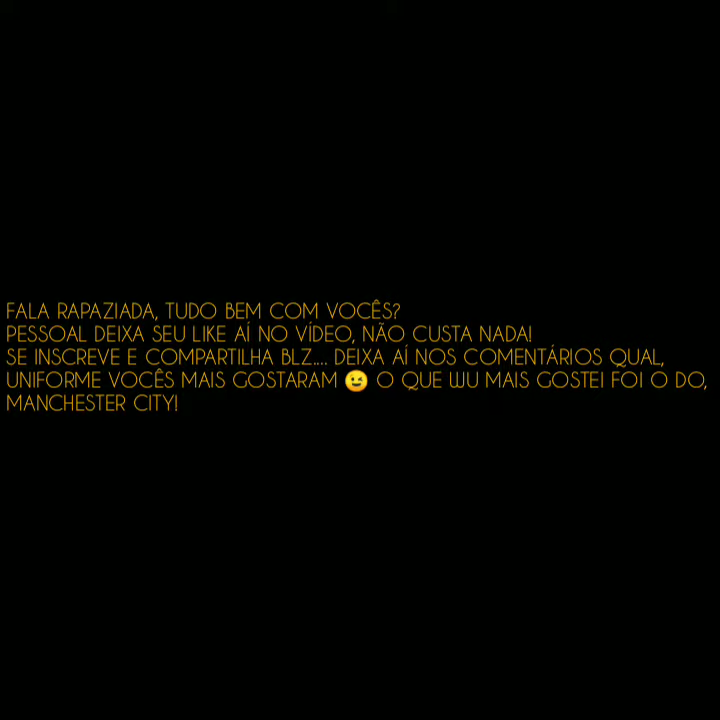 FALA RAPAZIADA, TUDO BEM COM VOCÊS?
PESSOAL DEIXA SEU LIKE AÍ NO VÍDEO, NÃO CUSTA NADA!
SE INSCREVE E COMPARTILHA BLZ.... DEIXA AÍ NOS COMENTÁRIOS QUAL,
UNIFORME VOCÊS MAIS GOSTARAM 😉 O QUE WU MAIS GOSTEI FOI O DO,
MANCHESTER CITY!